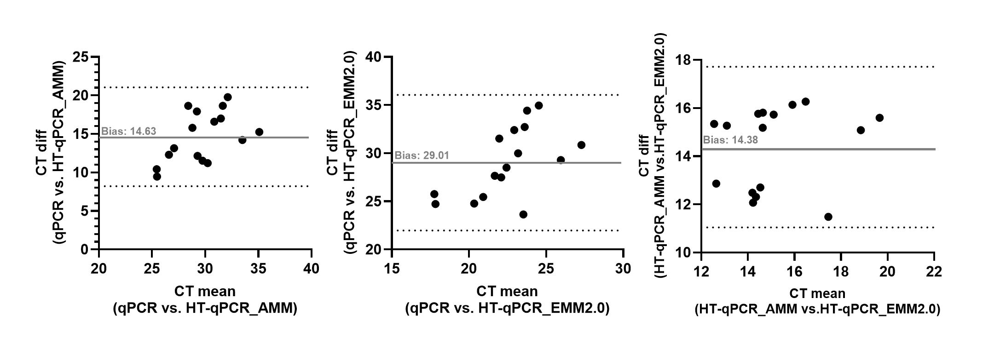 CT diff
(qPCR vs. HT-qPCR_AMM)
25
20
15
10
5
0
Bias: 14.63
20 25 30 35 40
CT mean
(qPCR vs. HT-qPCR_AMM)
CT diff
(qPCR vs. HT-qPCR_EMM2.0)
40
35
30
25
20
Bias: 29.01
15 20 25 30
CT mean
(qPCR vs. HT-qPCR_EMM2.0)
CT diff
(HT-qPCR_AMM vs.HT-qPCR_EMM2.0)
18
16
14
12
10
Bias: 14.38
12 14 16 18 20 22
CT mean
(HT-qPCR_AMM vs.HT-qPCR_EMM2.0)